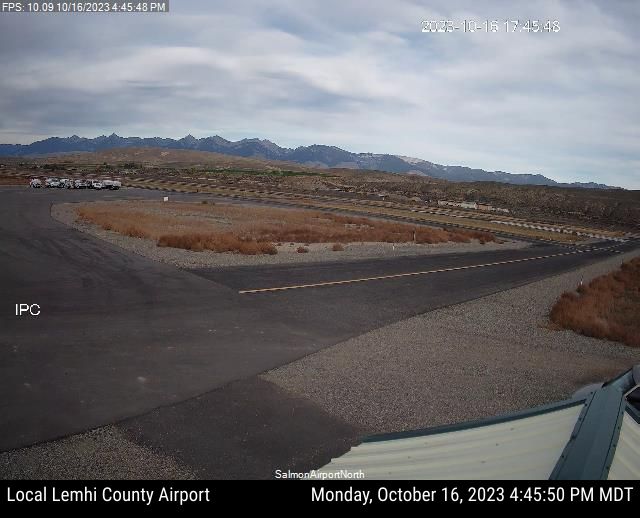 FPS: 10.09 10/16/2023 4:45:48 PM
2023-10-16 17:45:48
IPC
SalmonAirportNorth
Local Lemhi County Airport
Monday, October 16, 2023 4:45:50 PM MDT